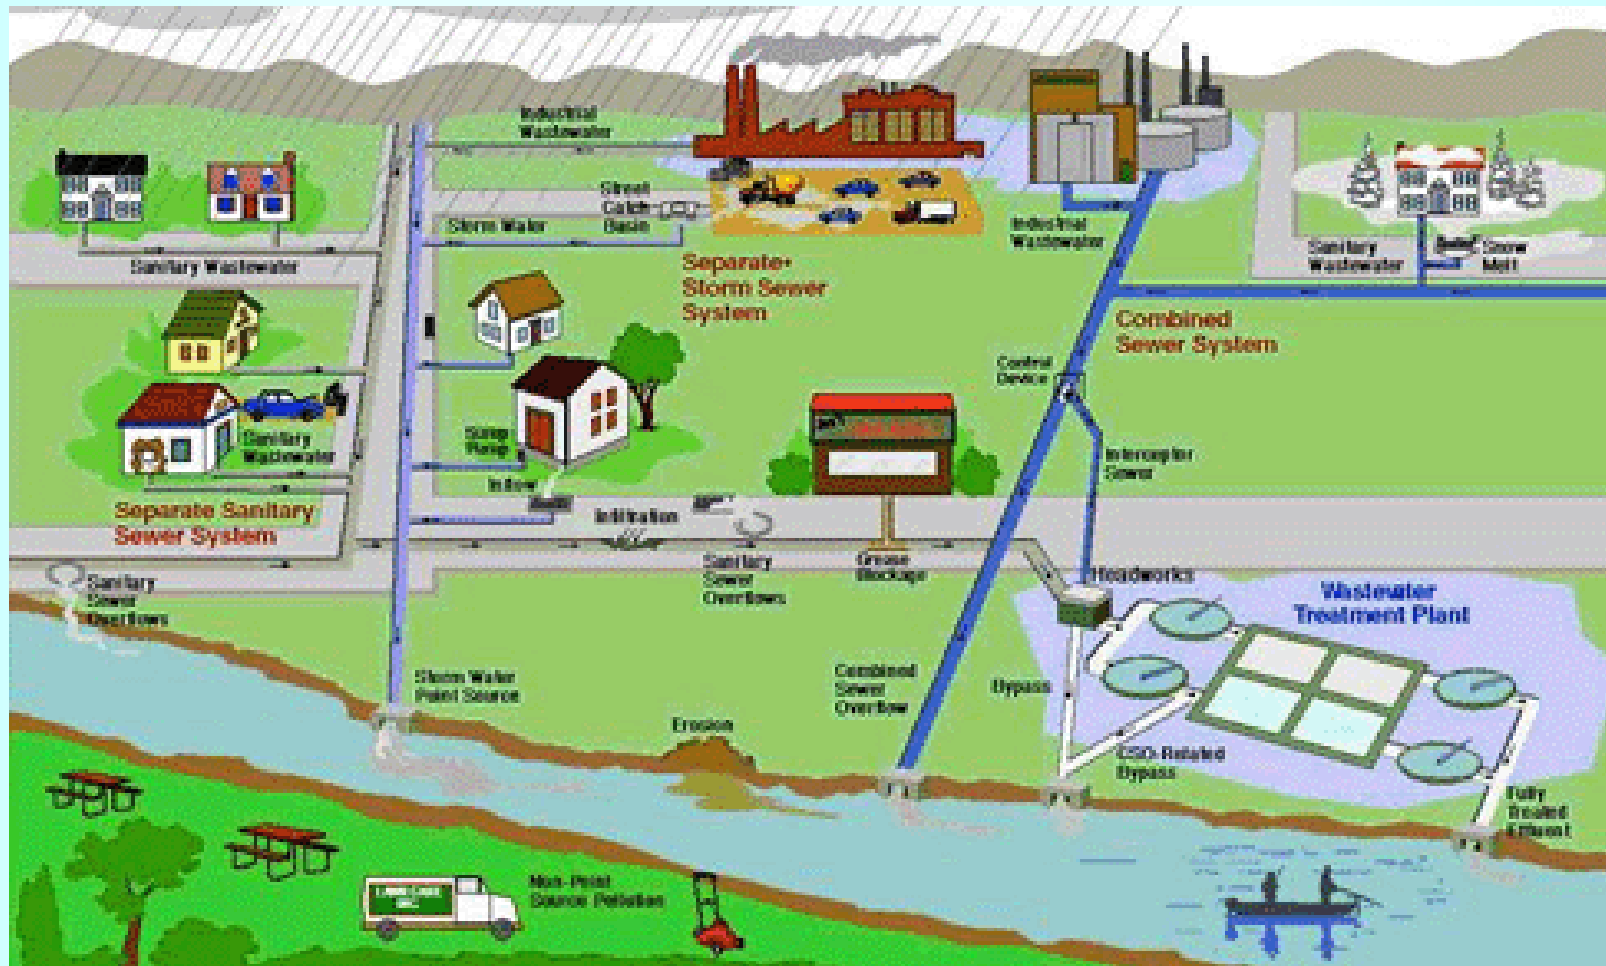 Industrial
Wastewater
Street
Catch
Basin
Storm Water
Sanitary Wastewater
Separate-
Storm Sewer
System
Industrial
Wastewater
Sanitary
Wastewater
Snow
Melt
Combined
Sewer System
Control
Device
Sump
Pump
Sanitary
Wastewater
Inflow
Interceptor
Sewer
Separate Sanitary
Sewer System
Infiltration
Sanitary
Sewer
Overflows
Grease
Blockage
Headworks
Sanitary
Sewer
Overflows
Wastewater
Treatment Plant
Storm Water
Point Source
Combined
Sewer
Overflow
Bypass
Erosion
CSO-Related
Bypass
Fully
Treated
Effluent
Non-Point
Source Pollution